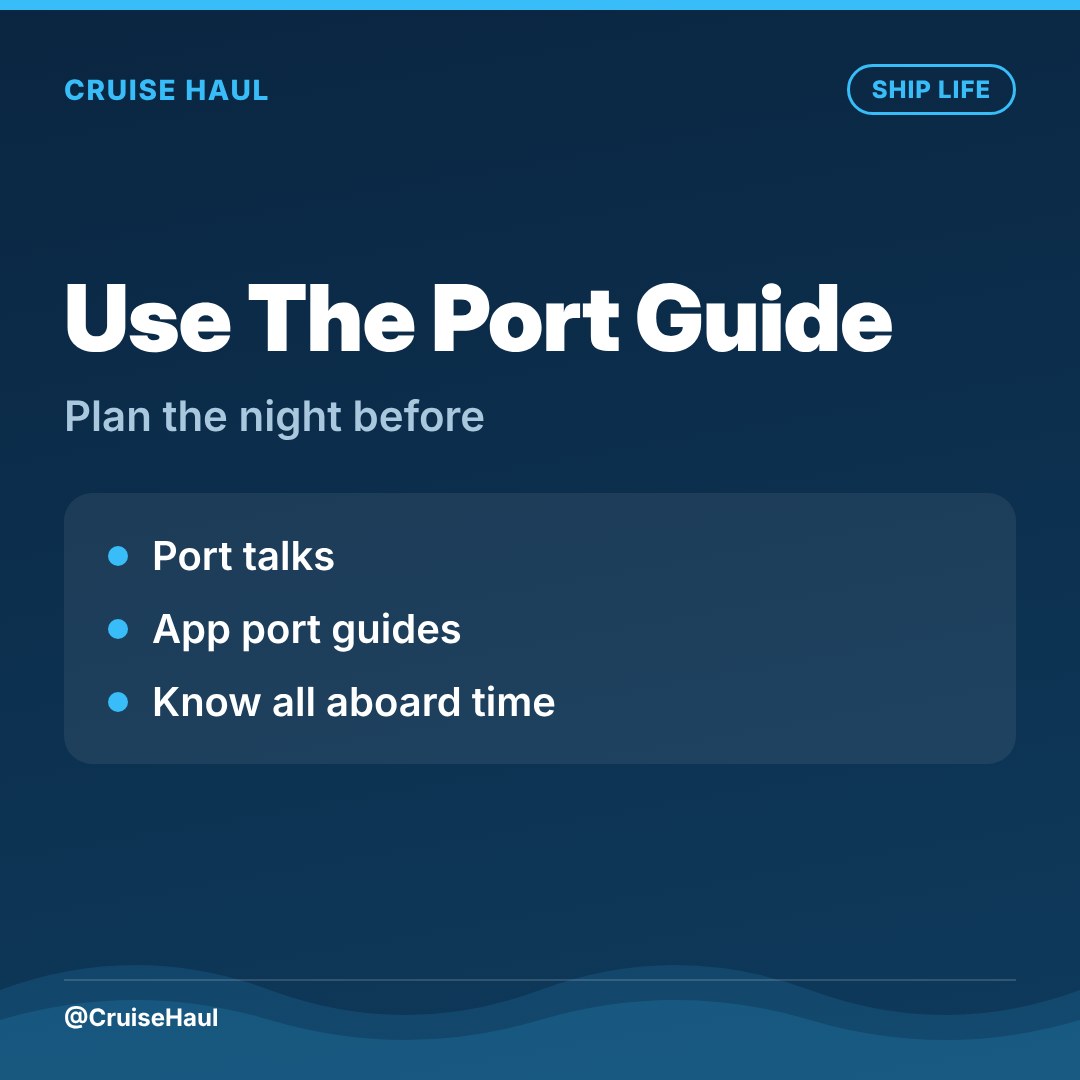 CRUISE HAUL
SHIP LIFE
Use The Port Guide
Plan the night before
Port talks
App port guides
Know all aboard time
@CruiseHaul